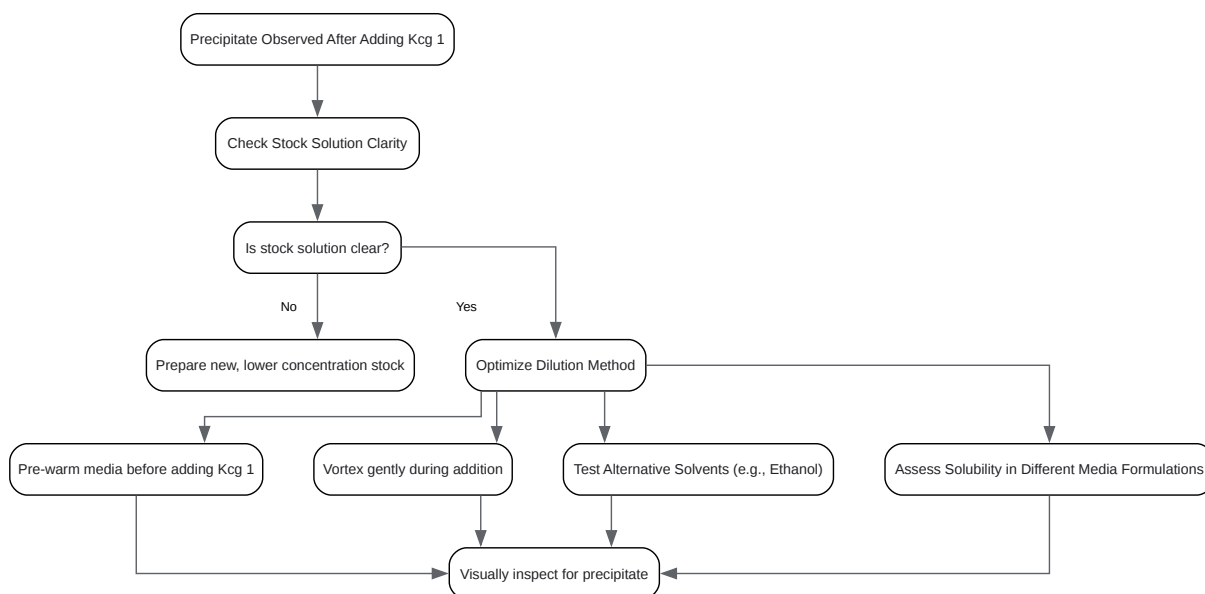 Precipitate Observed After Adding Kcg 1
Check Stock Solution Clarity
Is stock solution clear?
No
Yes
Prepare new, lower concentration stock
Optimize Dilution Method
Pre-warm media before adding Kcg 1
Vortex gently during addition
Test Alternative Solvents (e.g., Ethanol)
Assess Solubility in Different Media Formulations
Visually inspect for precipitate